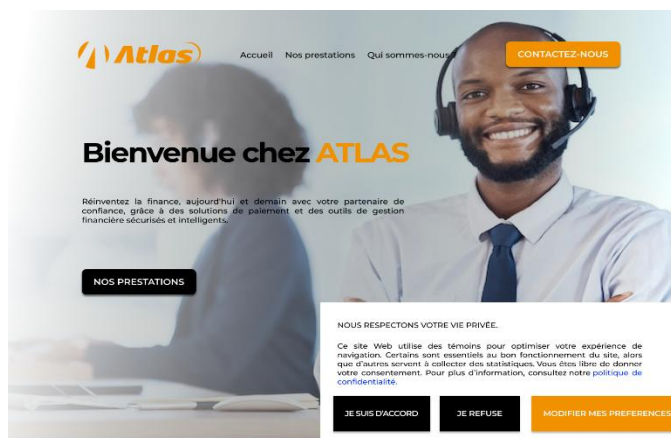 Atlas
Accueil Nos prestations Qui sommes-nous ?
CONTACTEZ-NOUS
Bienvenue chez ATLAS
Réinventez la finance, aujourd'hui et demain avec votre partenaire de
confiance, grâce à des solutions de paiement et des outils de gestion
financière sécurisés et intelligents.
NOS PRESTATIONS
NOUS RESPECTONS VOTRE VIE PRIVÉE.
Ce site Web utilise des témoins pour optimiser votre expérience de
navigation. Certains sont essentiels au bon fonctionnement du site, alors
que d'autres servent à collecter des statistiques. Vous êtes libre de donner
votre consentement. Pour plus d'information, consultez notre politique de
confidentialité.
JE SUIS D'ACCORD
JE REFUSE
MODIFIER MES PREFERENCES